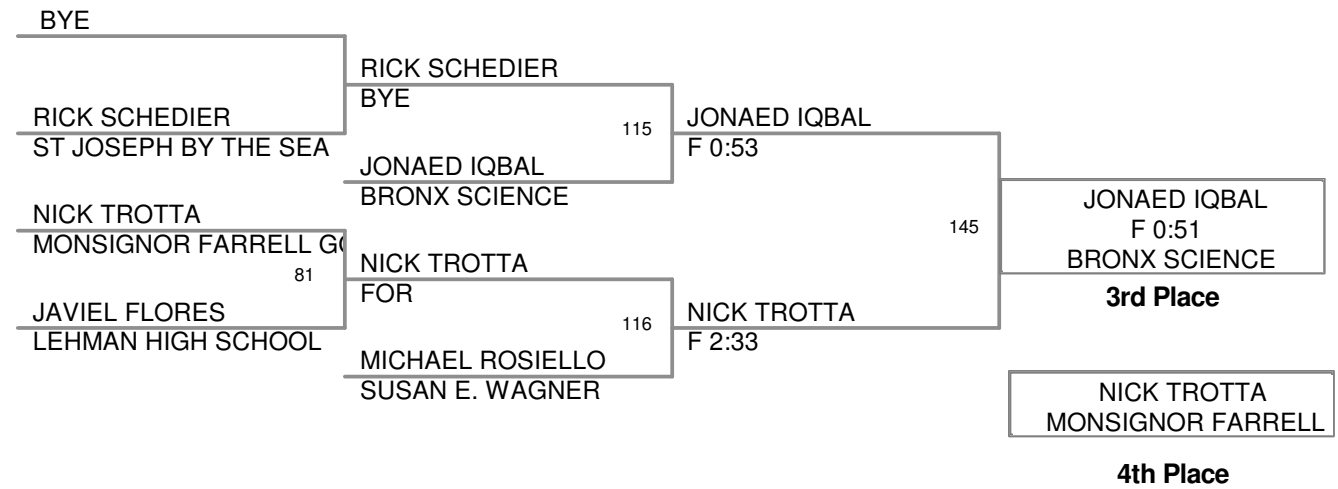 BYE
RICK SCHEDIER
ST JOSEPH BY THE SEA
NICK TROTTA
MONSIGNOR FARRELL
81
JAVIEL FLORES
LEHMAN HIGH SCHOOL
RICK SCHEDIER
BYE
115
JONAED IQBAL
BRONX SCIENCE
NICK TROTTA
FOR
116
MICHAEL ROSIELLO
SUSAN E. WAGNER
JONAED IQBAL
F 0:53
145
NICK TROTTA
F 2:33
JONAED IQBAL
F 0:51
BRONX SCIENCE
3rd Place
NICK TROTTA
MONSIGNOR FARRELL
4th Place